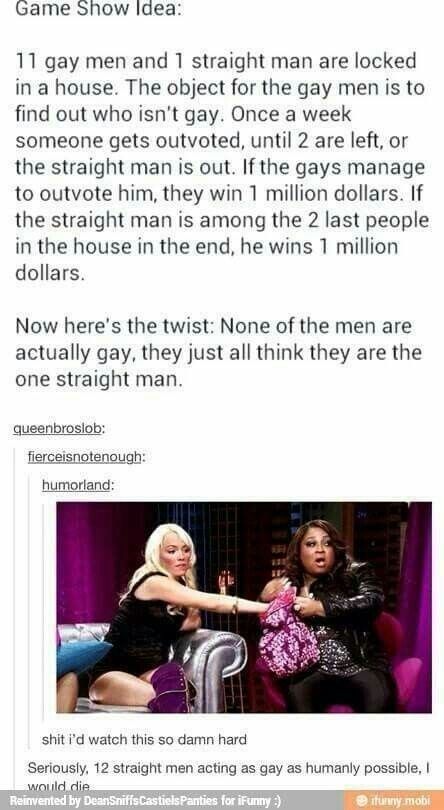 Game Show Idea:
11 gay men and 1 straight man are locked
in a house. The object for the gay men is to
find out who isn't gay. Once a week
someone gets outvoted, until 2 are left, or
the straight man is out. If the gays manage
to outvote him, they win 1 million dollars. If
the straight man is among the 2 last people
in the house in the end, he wins 1 million
dollars.
Now here's the twist: None of the men are
actually gay, they just all think they are the
one straight man.
queenbroslob:
fierceisnotenough:
humorland:
shit i'd watch this so damn hard
Seriously, 12 straight men acting as gay as humanly possible, I
would die
Reinvented by DeanSniffsCastielsPanties for iFunny :)
ifunny.mobi